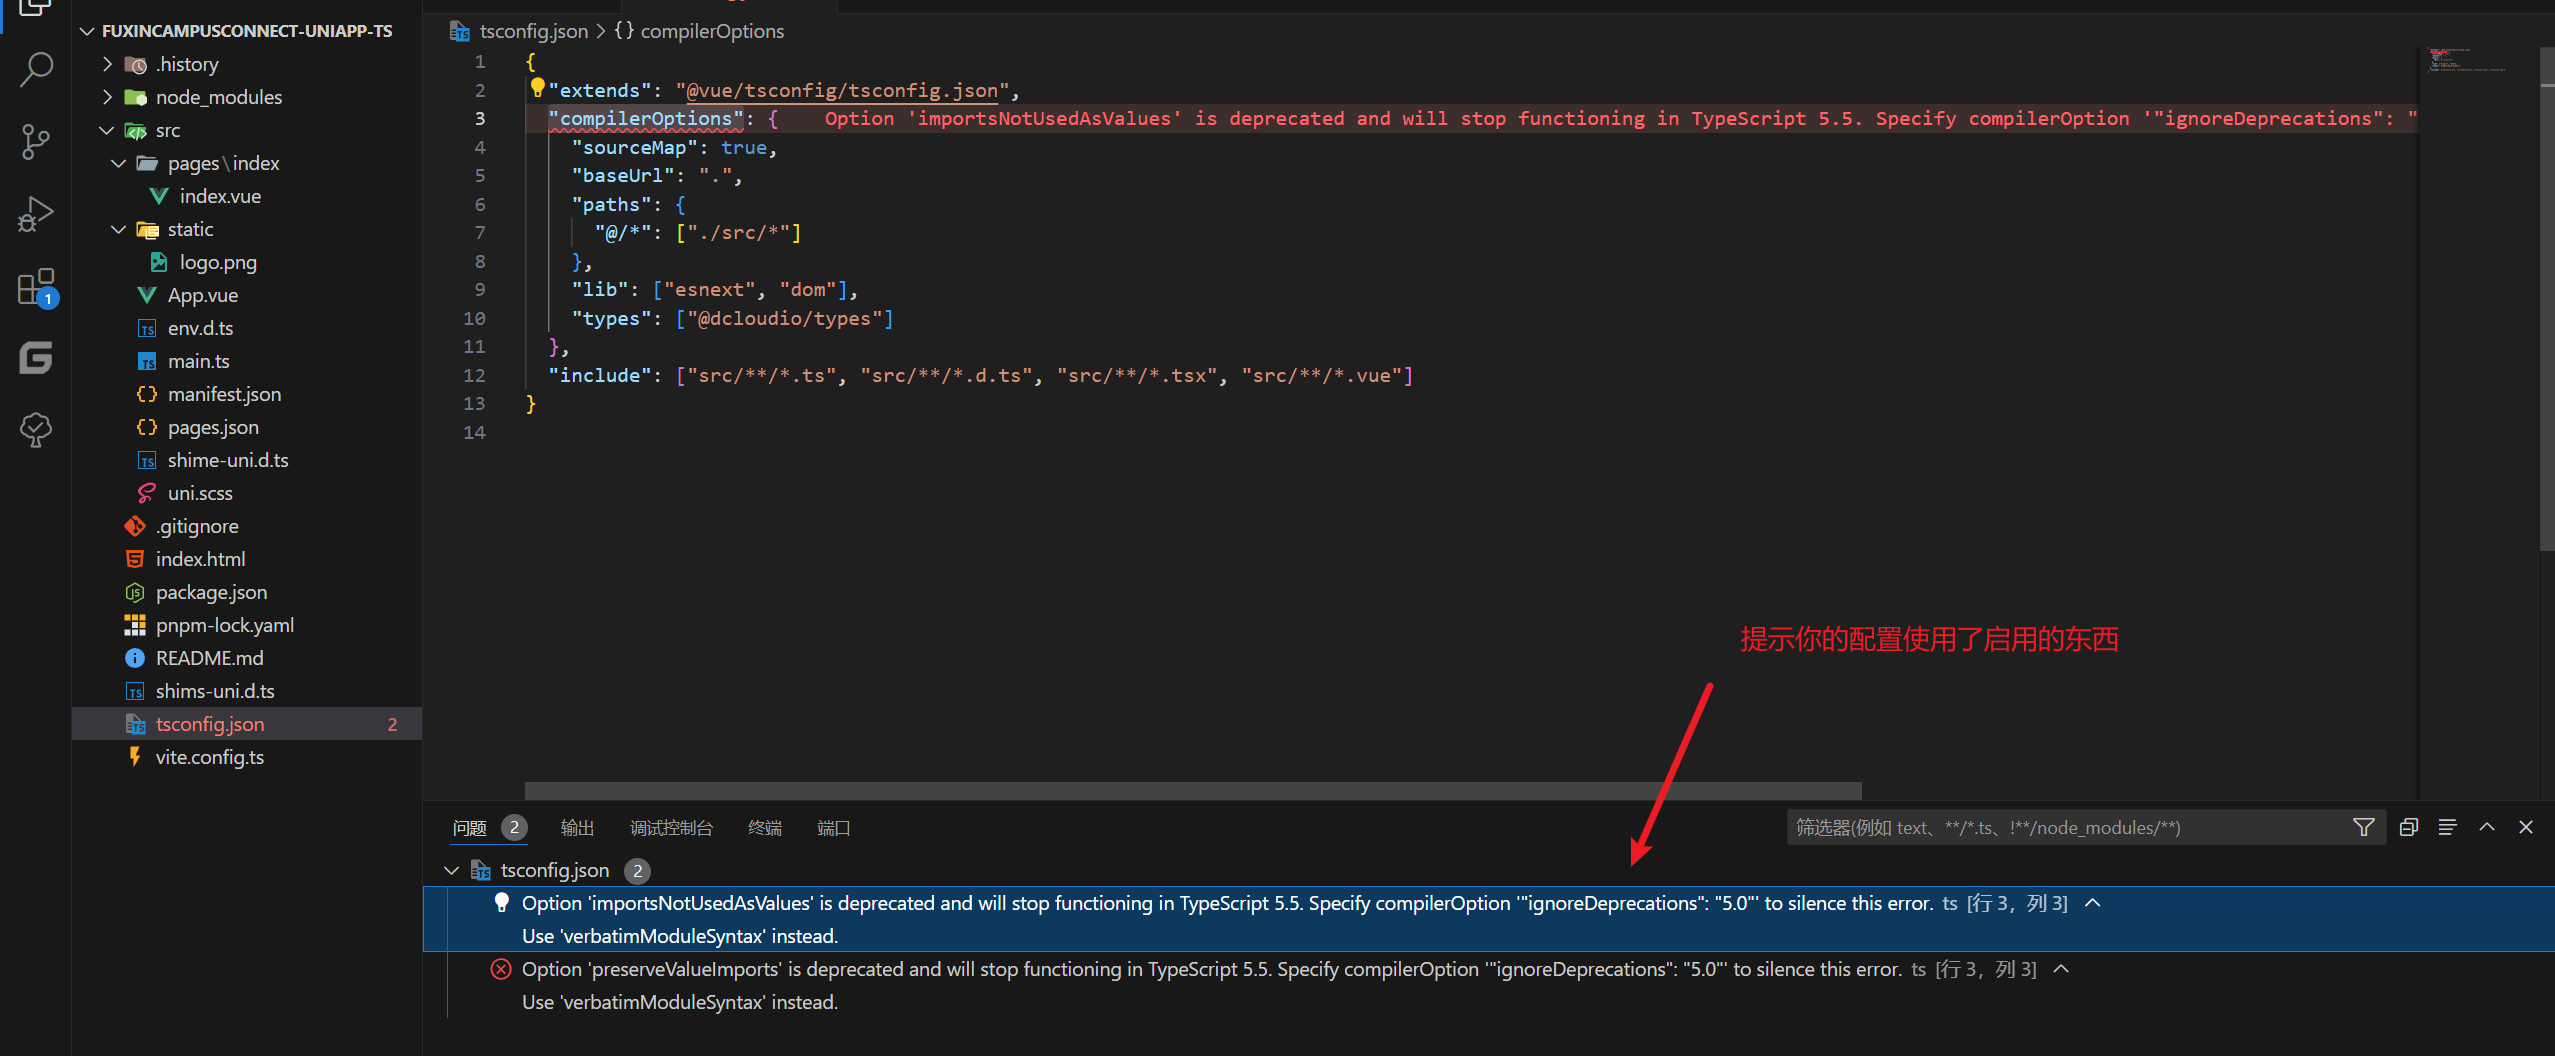 FUXINCAMPUSCONNECT-UNIAPP-TS
.history
node_modules
src
pages\index
index.vue
static
logo.png
App.vue
env.d.ts
main.ts
manifest.json
pages.json
shime-uni.d.ts
uni.scss
.gitignore
index.html
package.json
pnpm-lock.yaml
README.md
shims-uni.d.ts
tsconfig.json 2
vite.config.ts
1
tsconfig.json > {} compilerOptions
1 {
2 "extends": "@vue/tsconfig/tsconfig.json",
3 "compilerOptions": { Option 'importsNotUsedAsValues' is deprecated and will stop functioning in TypeScript 5.5. Specify compilerOption '"ignoreDeprecations": "
4 "sourceMap": true,
5 "baseUrl": ".",
6 "paths": {
7 "@/*": ["./src/*"]
8 },
9 "lib": ["esnext", "dom"],
10 "types": ["@dcloudio/types"]
11 },
12 "include": ["src/**/*.ts", "src/**/*.d.ts", "src/**/*.tsx", "src/**/*.vue"]
13 }
14
提示你的配置使用了启用的东西
问题 2 输出 调试控制台 终端 端口
筛选器(例如 text、**/*.ts、!**/node_modules/**)
tsconfig.json 2
Option 'importsNotUsedAsValues' is deprecated and will stop functioning in TypeScript 5.5. Specify compilerOption '"ignoreDeprecations": "5.0"' to silence this error. ts [行 3，列 3]
Use 'verbatimModuleSyntax' instead.
Option 'preserveValueImports' is deprecated and will stop functioning in TypeScript 5.5. Specify compilerOption '"ignoreDeprecations": "5.0"' to silence this error. ts [行 3，列 3]
Use 'verbatimModuleSyntax' instead.